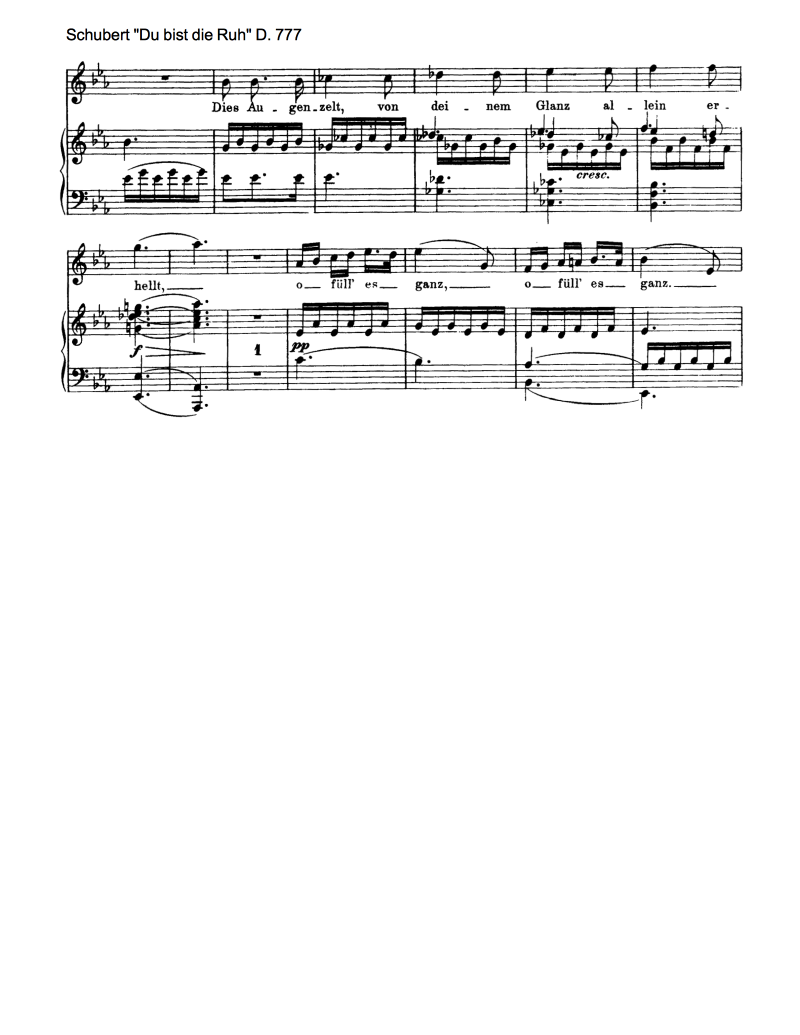 Schubert "Du bist die Ruh" D. 777
Dies Au - gen - zelt, von dei - nem Glanz al - lein er -
cresc.
hellt, o füll' es ganz, o füll' es ganz.
f 1 pp